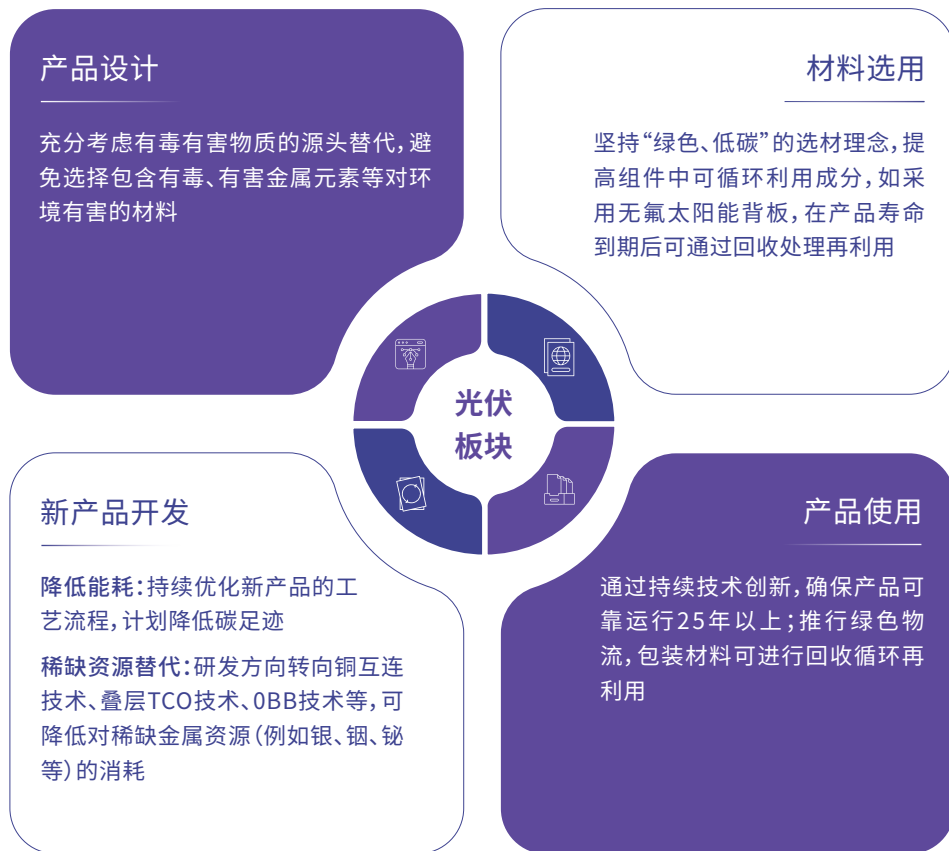 产品设计
充分考虑有毒有害物质的源头替代，避
免选择包含有毒、有害金属元素等对环
境有害的材料
材料选用
坚持“绿色、低碳”的选材理念，提
高组件中可循环利用成分，如采
用无氟太阳能背板，在产品寿命
到期后可通过回收处理再利用
光伏
板块
新产品开发
降低能耗：持续优化新产品的工
艺流程，计划降低碳足迹
稀缺资源替代：研发方向转向铜互连
技术、叠层TCO技术、0BB技术等，可
降低对稀缺金属资源（例如银、铟、铋
等）的消耗
产品使用
通过持续技术创新，确保产品可
靠运行25年以上；推行绿色物
流，包装材料可进行回收循环再
利用